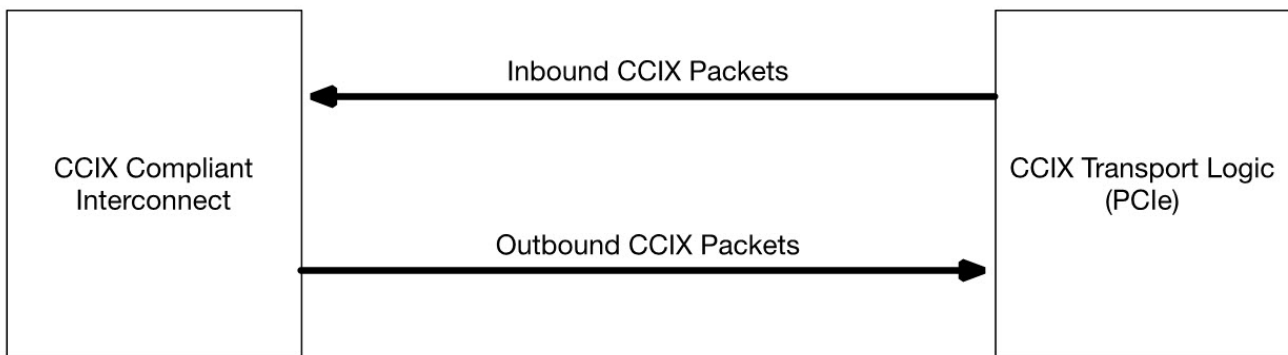 Inbound CCIX Packets
CCIX Compliant
Interconnect
CCIX Transport Logic
(PCIe)
Outbound CCIX Packets